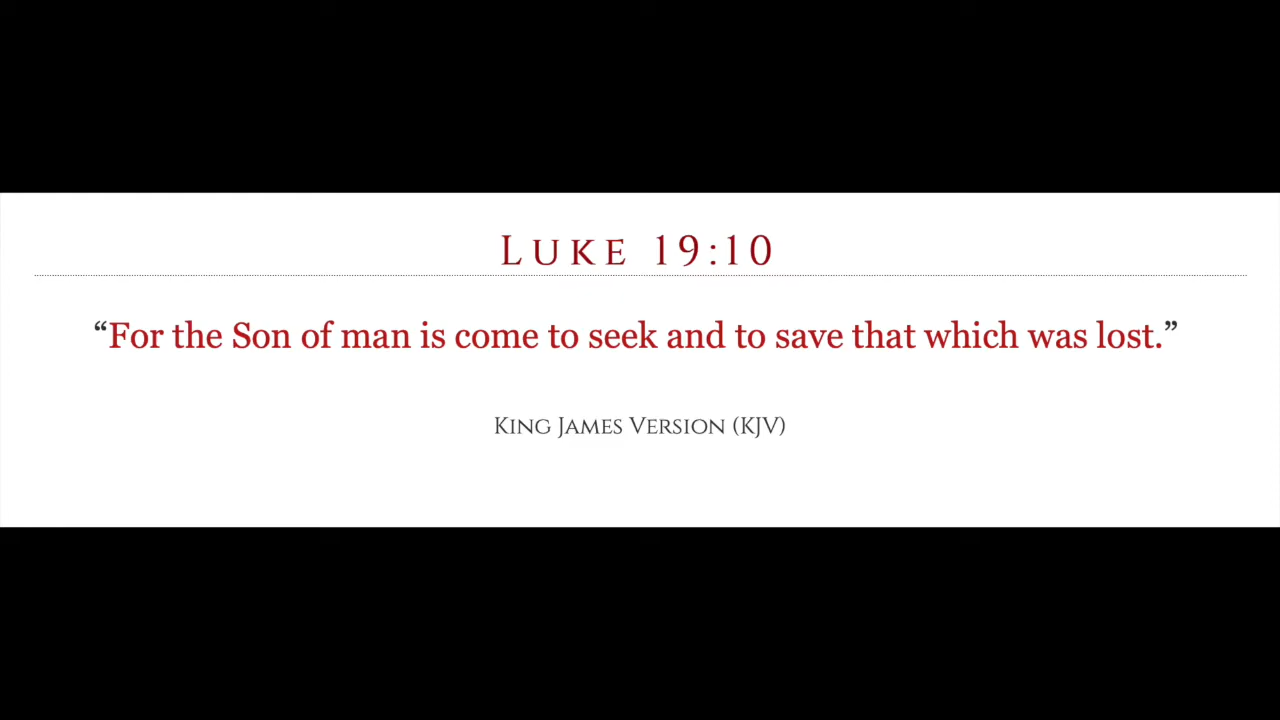 Luke 19:10
“For the Son of man is come to seek and to save that which was lost.”
King James Version (KJV)